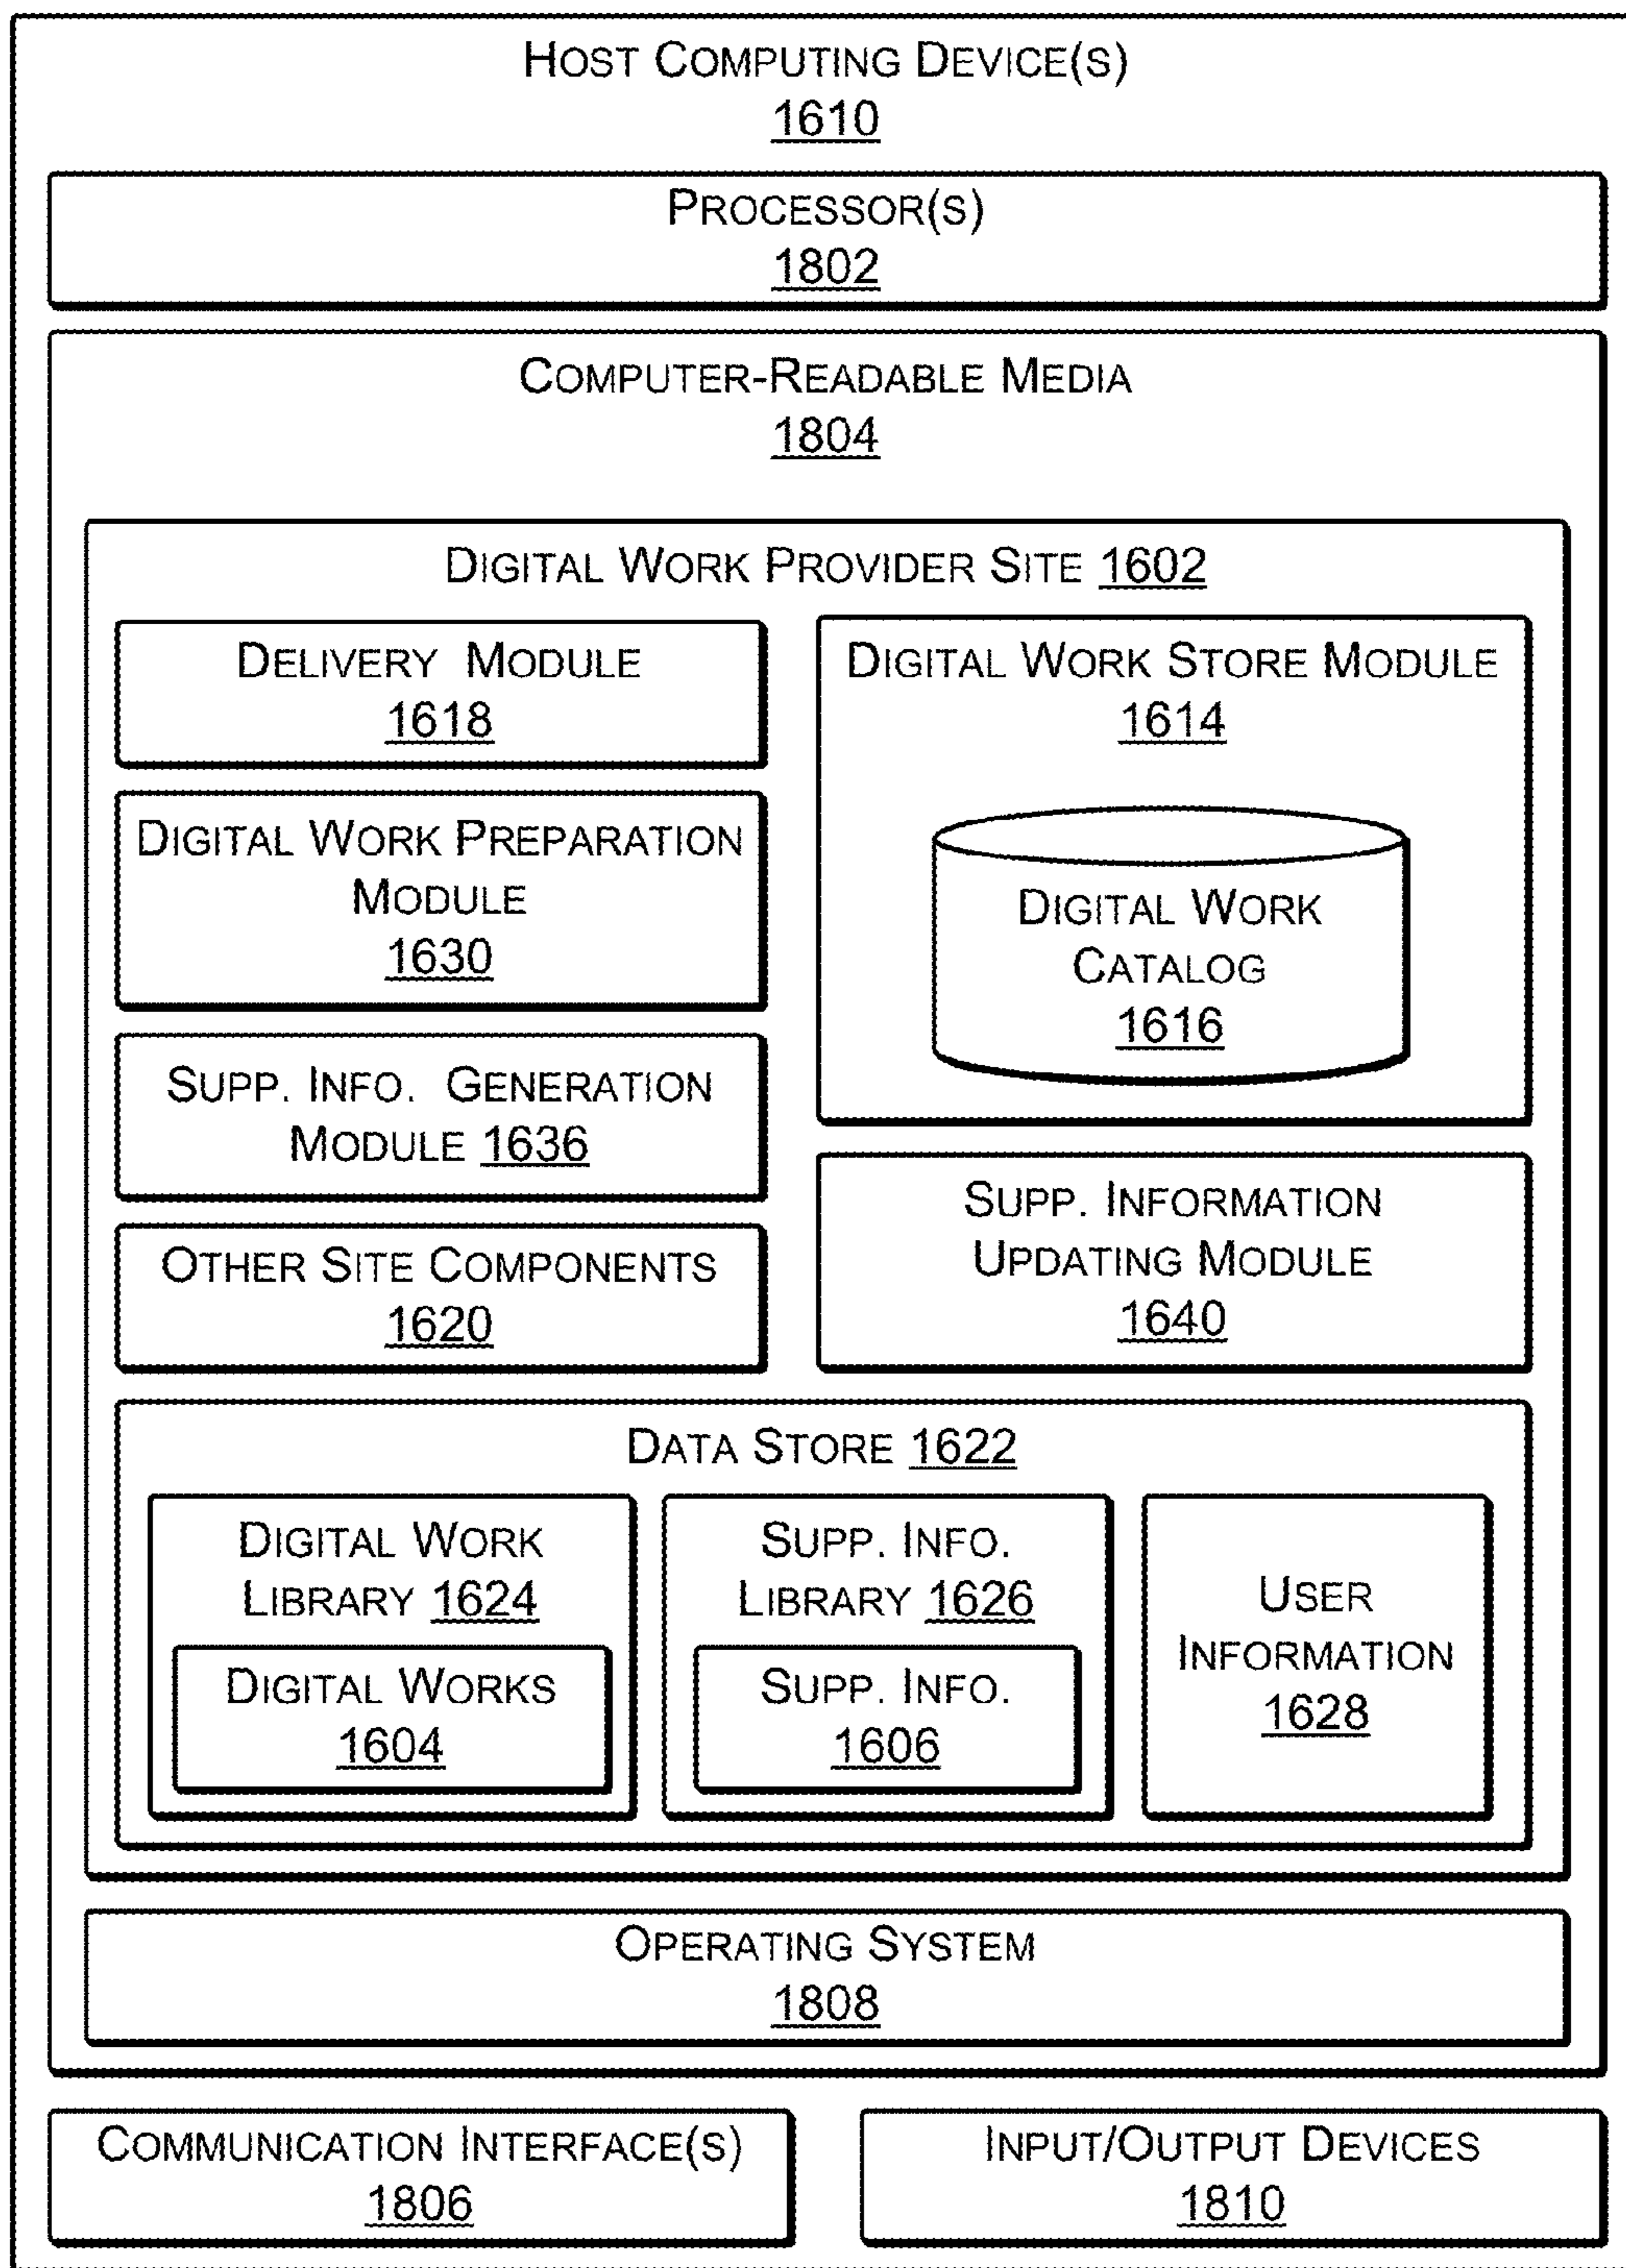 HOST COMPUTING DEVICE(S)
1610
PROCESSOR(S)
1802
COMPUTER-READABLE MEDIA
1804
DIGITAL WORK PROVIDER SITE 1602
DELIVERY MODULE
1618
DIGITAL WORK PREPARATION
MODULE
1630
SUPP. INFO. GENERATION
MODULE 1636
OTHER SITE COMPONENTS
1620
DIGITAL WORK STORE MODULE
1614
DIGITAL WORK
CATALOG
1616
SUPP. INFORMATION
UPDATING MODULE
1640
DATA STORE 1622
DIGITAL WORK
LIBRARY 1624
DIGITAL WORKS
1604
SUPP. INFO.
LIBRARY 1626
SUPP. INFO.
1606
USER
INFORMATION
1628
OPERATING SYSTEM
1808
COMMUNICATION INTERFACE(S)
1806
INPUT/OUTPUT DEVICES
1810